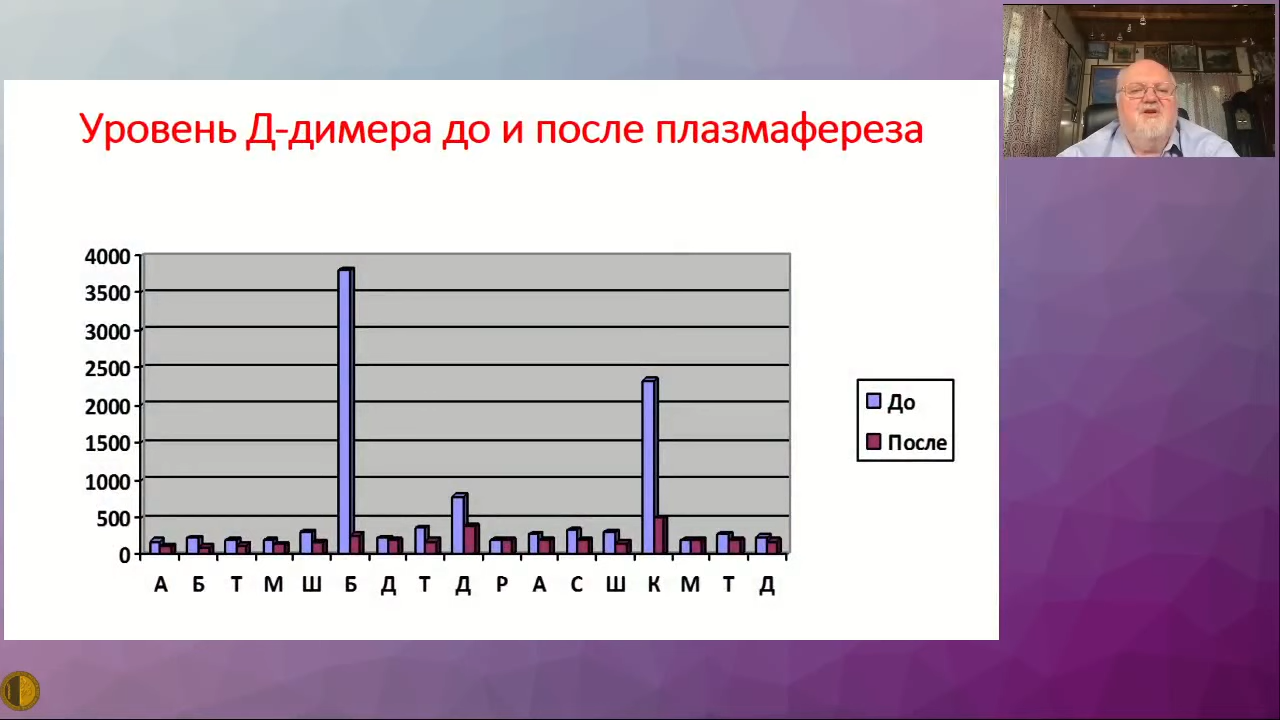 Уровень Д-димера до и после плазмафереза
4000
3500
3000
2500
2000
1500
1000
500
0
А Б Т М Ш Б Д Т Д Р А С Ш К М Т Д
До
После